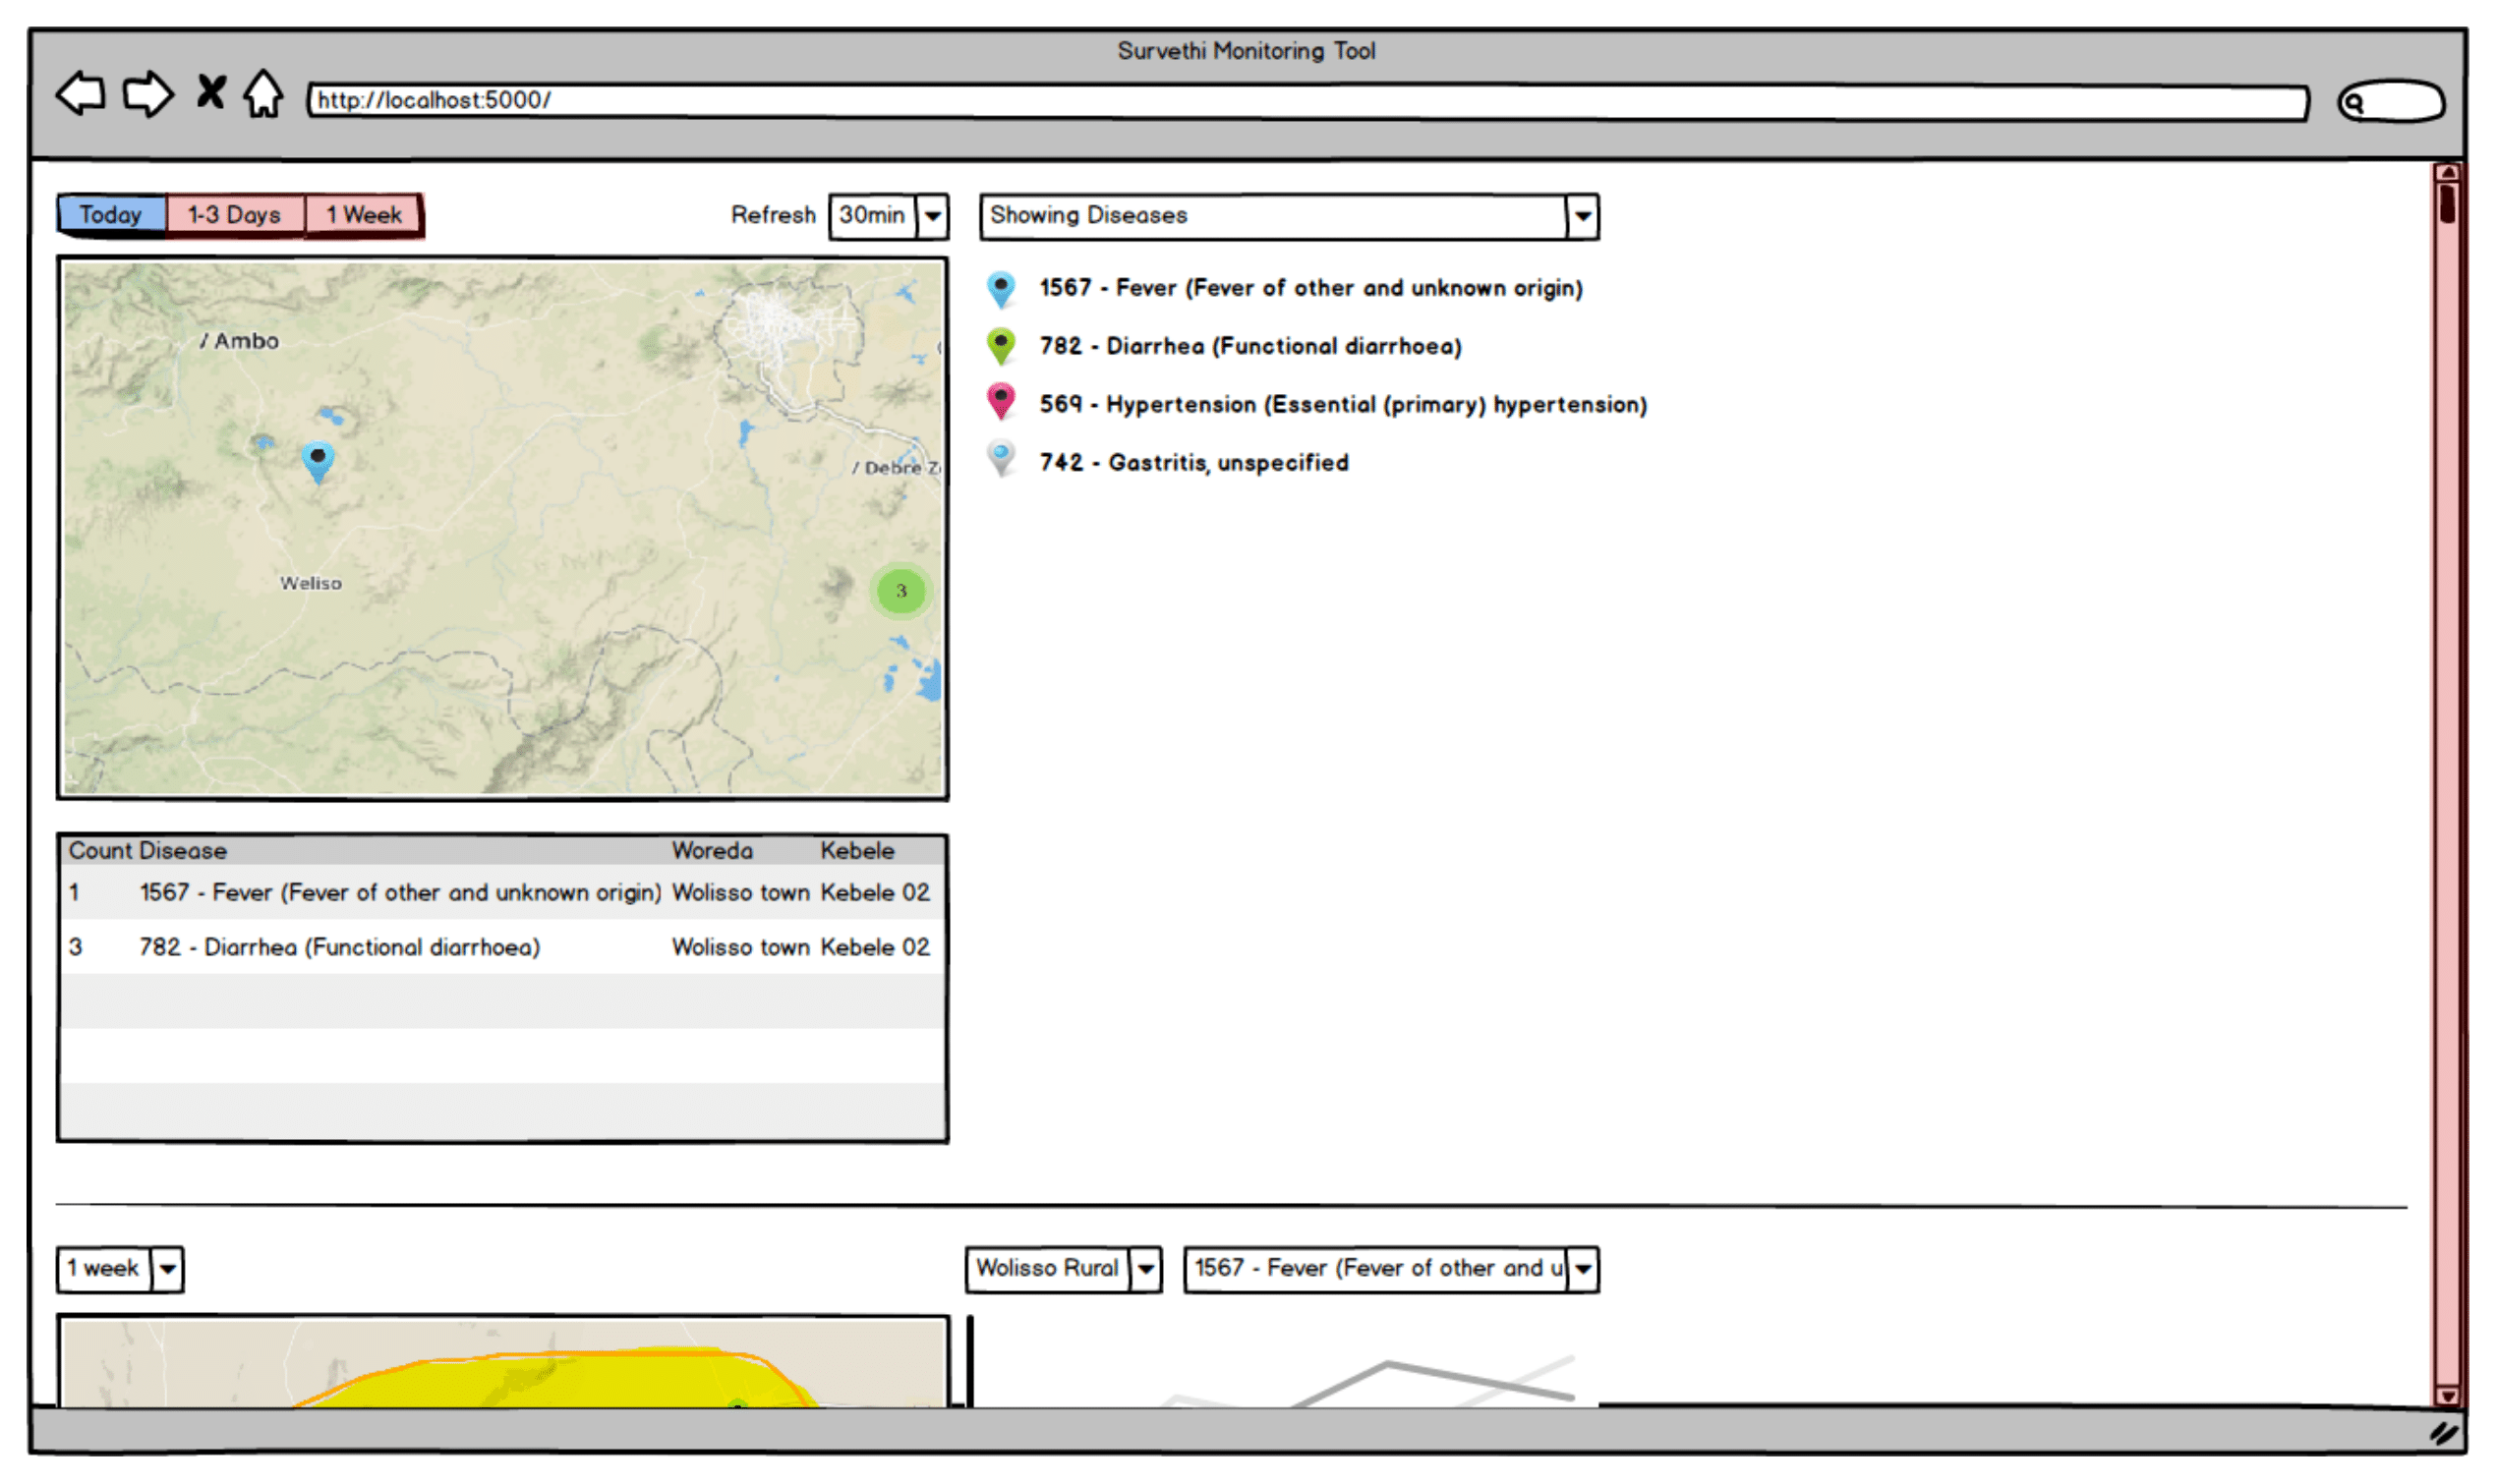 Survethi Monitoring Tool
http://localhost:5000/
Today 1-3 Days 1 Week
Refresh 30min
Showing Diseases
1567 - Fever (Fever of other and unknown origin)
782 - Diarrhea (Functional diarrhoea)
569 - Hypertension (Essential (primary) hypertension)
742 - Gastritis, unspecified
/ Ambo
/ Debre Z
3
Weliso
Count Disease Woreda Kebele
1 1567 - Fever (Fever of other and unknown origin) Wolisso town Kebele 02
3 782 - Diarrhea (Functional diarrhoea) Wolisso town Kebele 02
1 week
Wolisso Rural
1567 - Fever (Fever of other and u